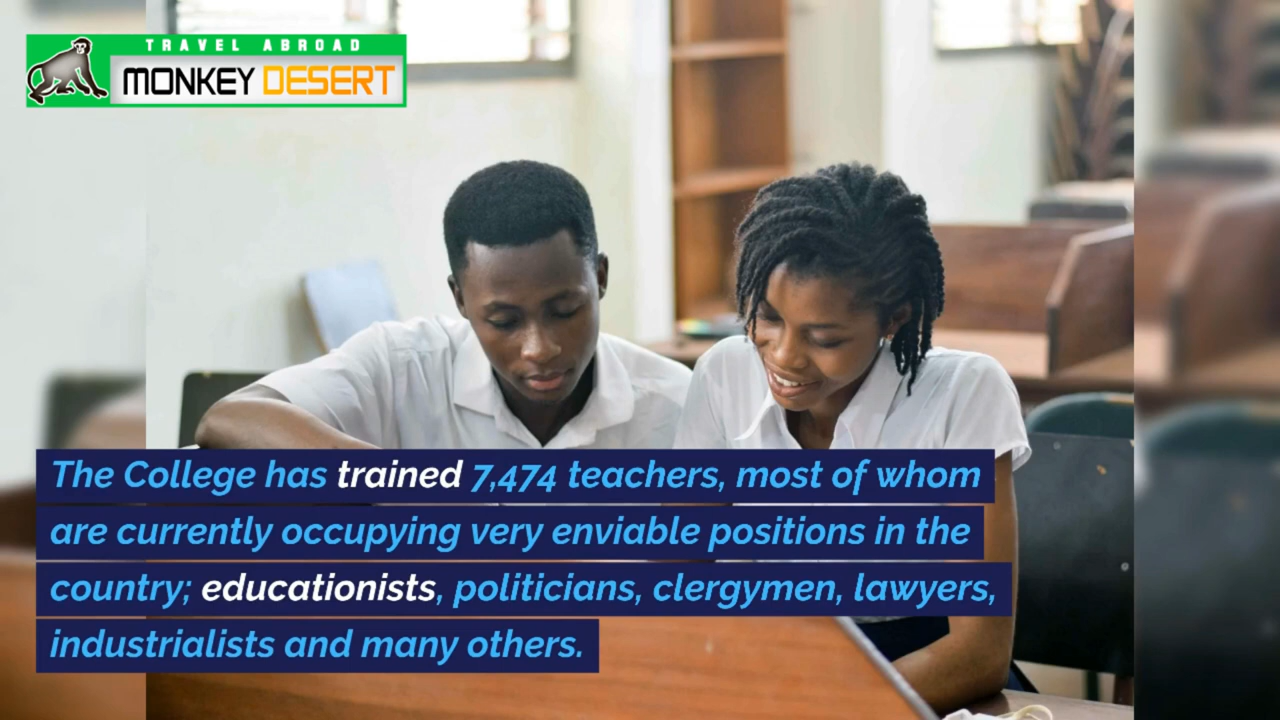 TRAVEL ABROAD
MONKEY DESERT
The College has trained 7,474 teachers, most of whom
are currently occupying very enviable positions in the
country; educationists, politicians, clergymen, lawyers,
industrialists and many others.